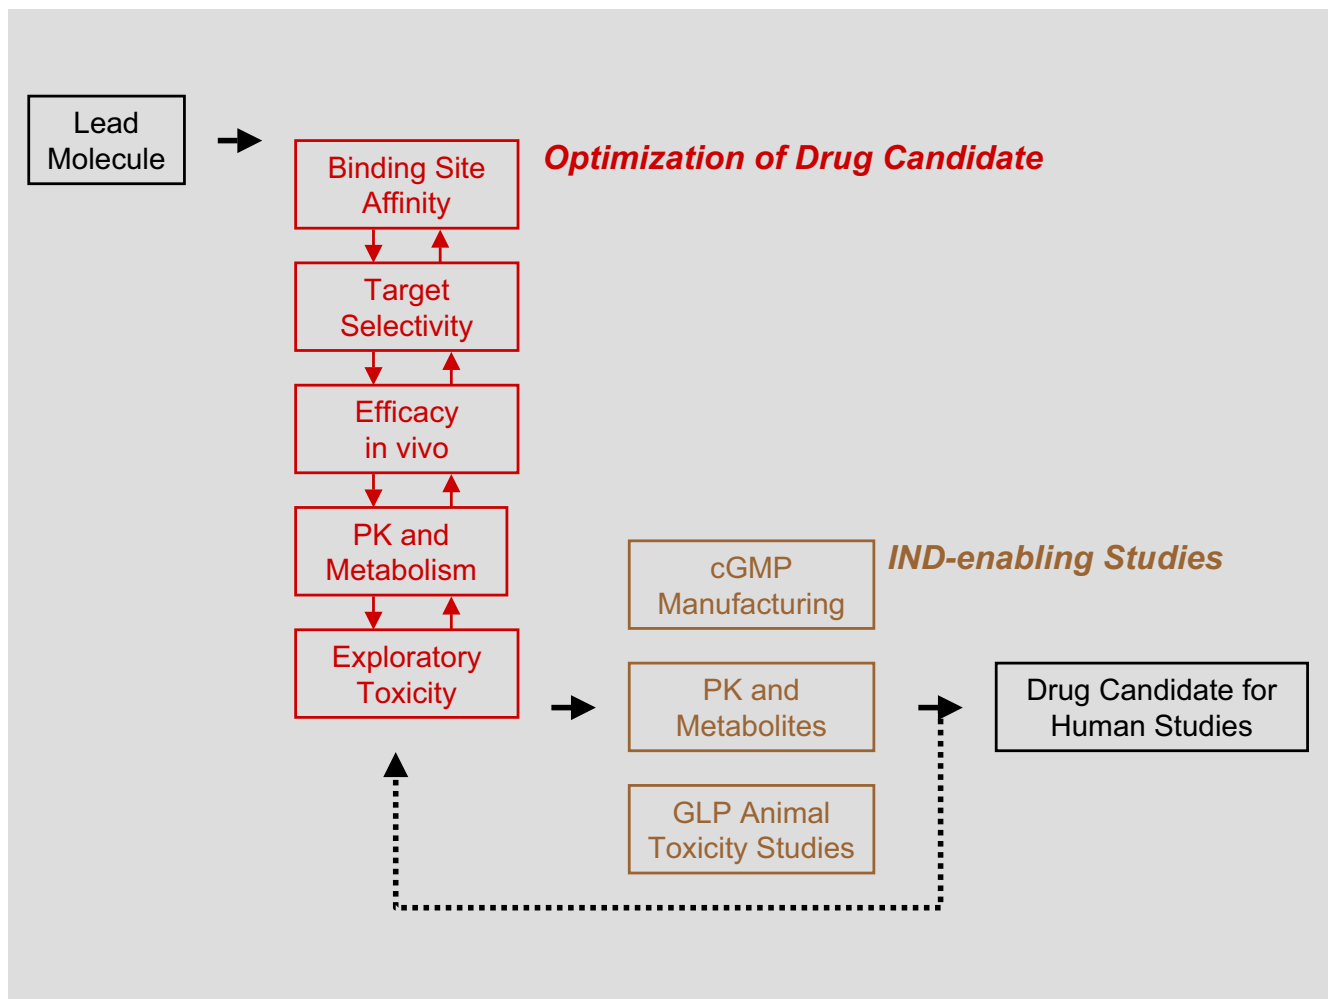 Lead
Molecule
Binding Site
Affinity
Optimization of Drug Candidate
Target
Selectivity
Efficacy
in vivo
PK and
Metabolism
Exploratory
Toxicity
cGMP
Manufacturing
IND-enabling Studies
PK and
Metabolites
GLP Animal
Toxicity Studies
Drug Candidate for
Human Studies